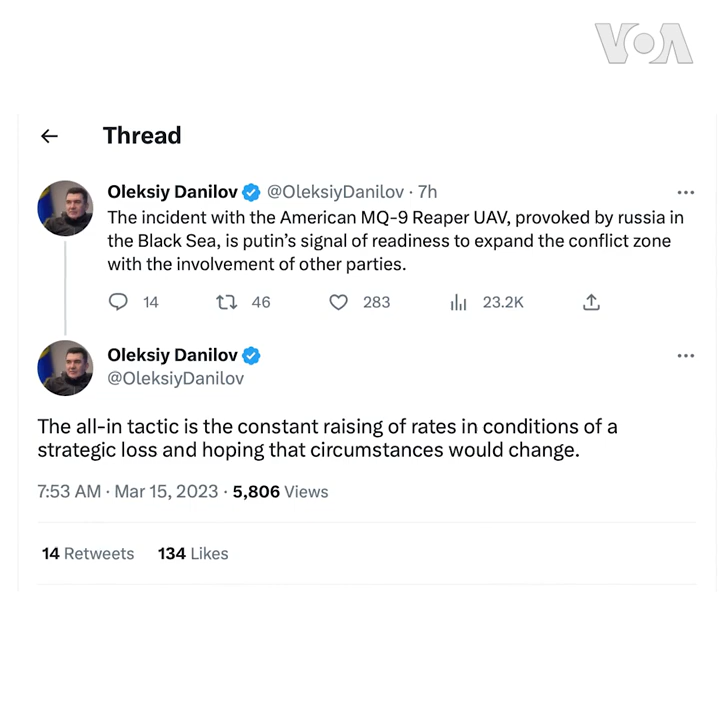 VOA
Thread
Oleksiy Danilov @OleksiyDanilov · 7h
The incident with the American MQ-9 Reaper UAV, provoked by russia in
the Black Sea, is putin’s signal of readiness to expand the conflict zone
with the involvement of other parties.
14 46 283 23.2K
Oleksiy Danilov
@OleksiyDanilov
The all-in tactic is the constant raising of rates in conditions of a
strategic loss and hoping that circumstances would change.
7:53 AM · Mar 15, 2023 · 5,806 Views
14 Retweets 134 Likes